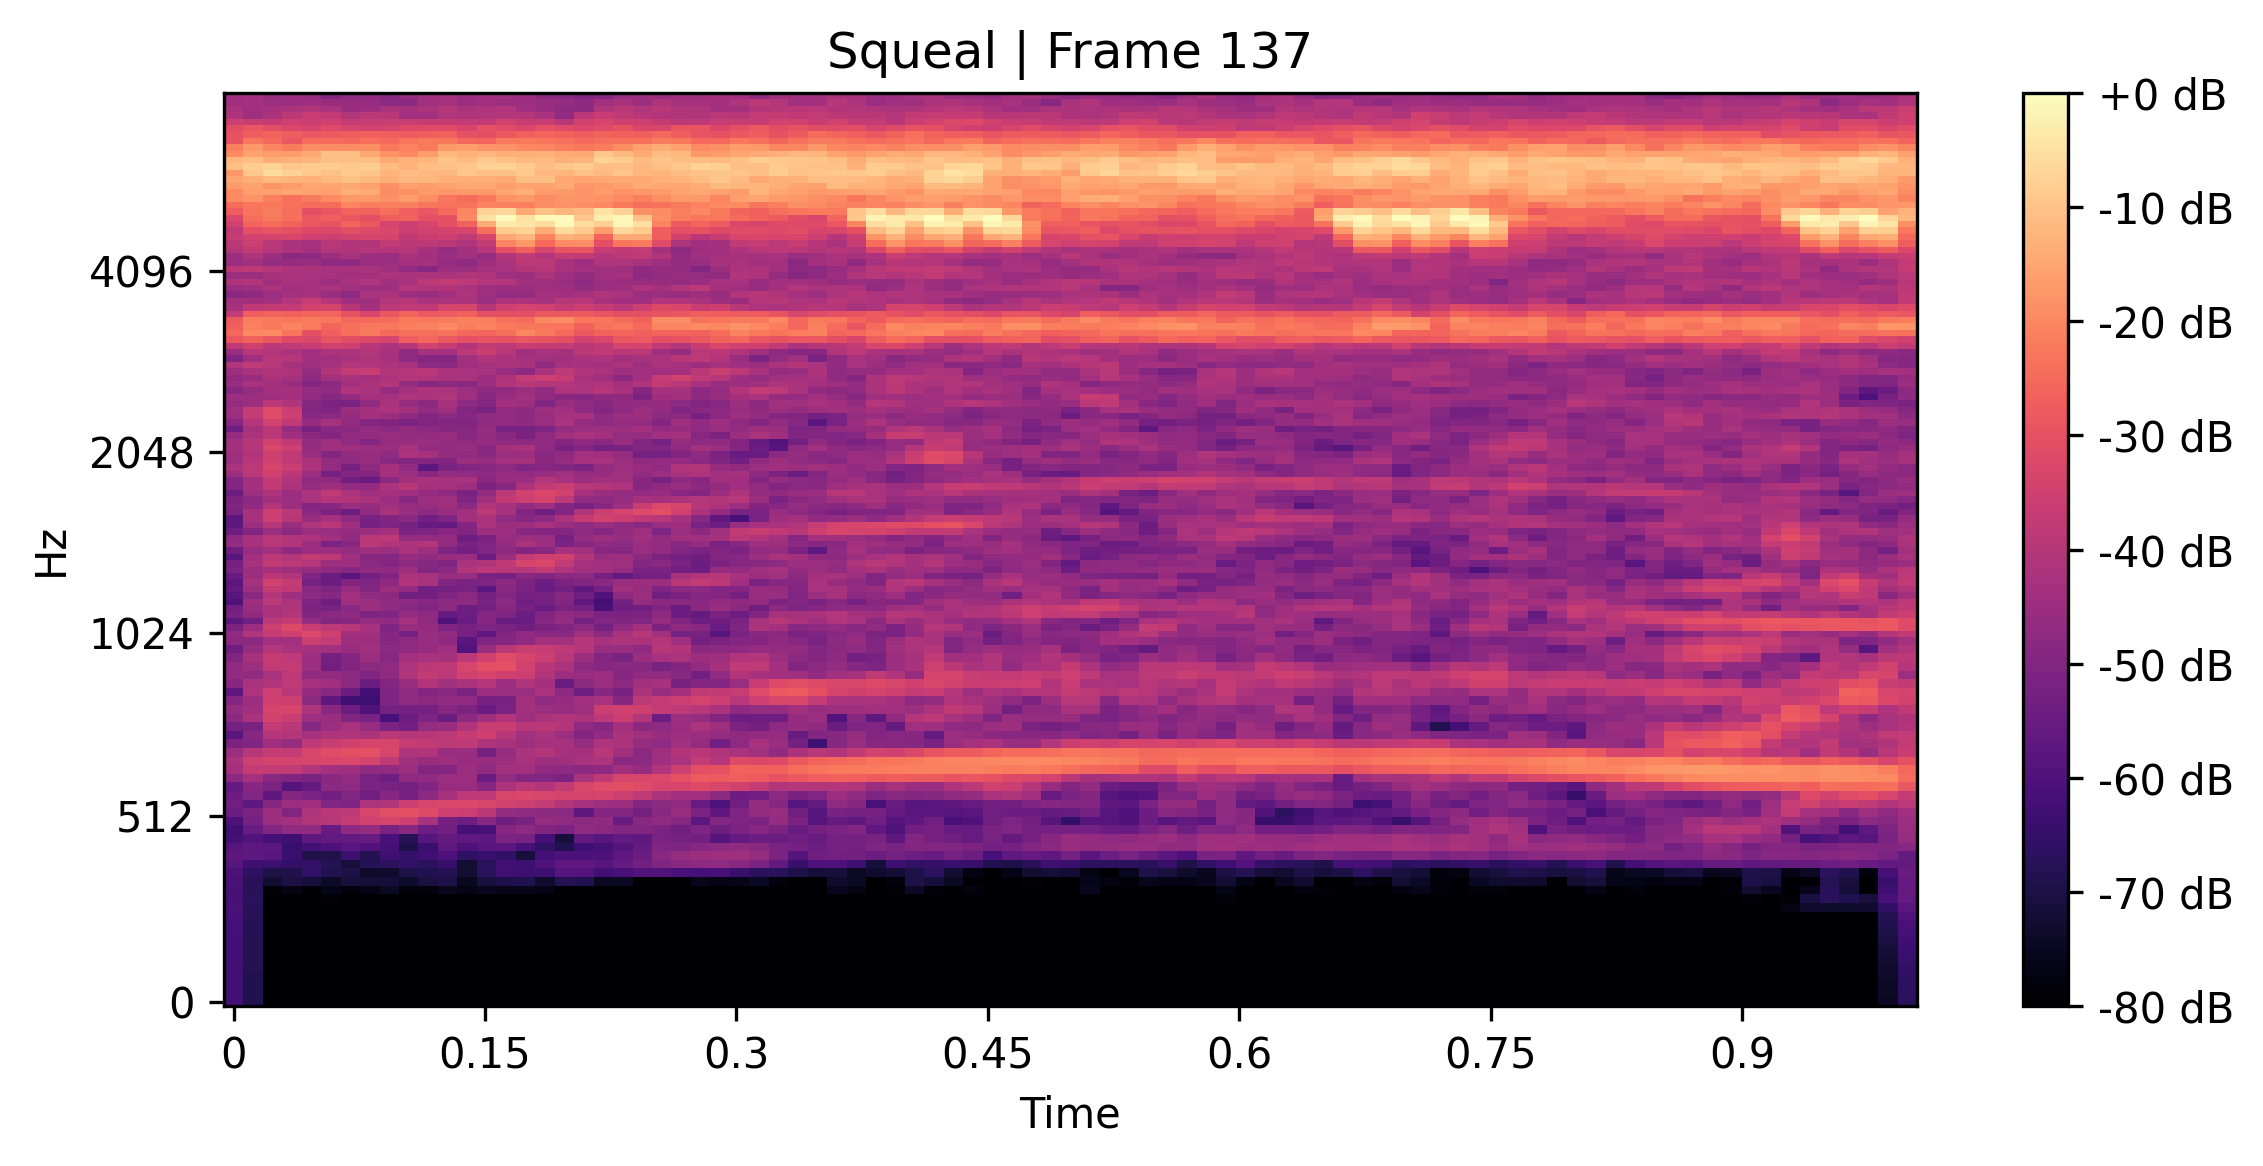 Squeal | Frame 137
+0 dB
-10 dB
-20 dB
-30 dB
-40 dB
-50 dB
-60 dB
-70 dB
-80 dB
4096
2048
1024
512
0
Hz
0 0.15 0.3 0.45 0.6 0.75 0.9
Time